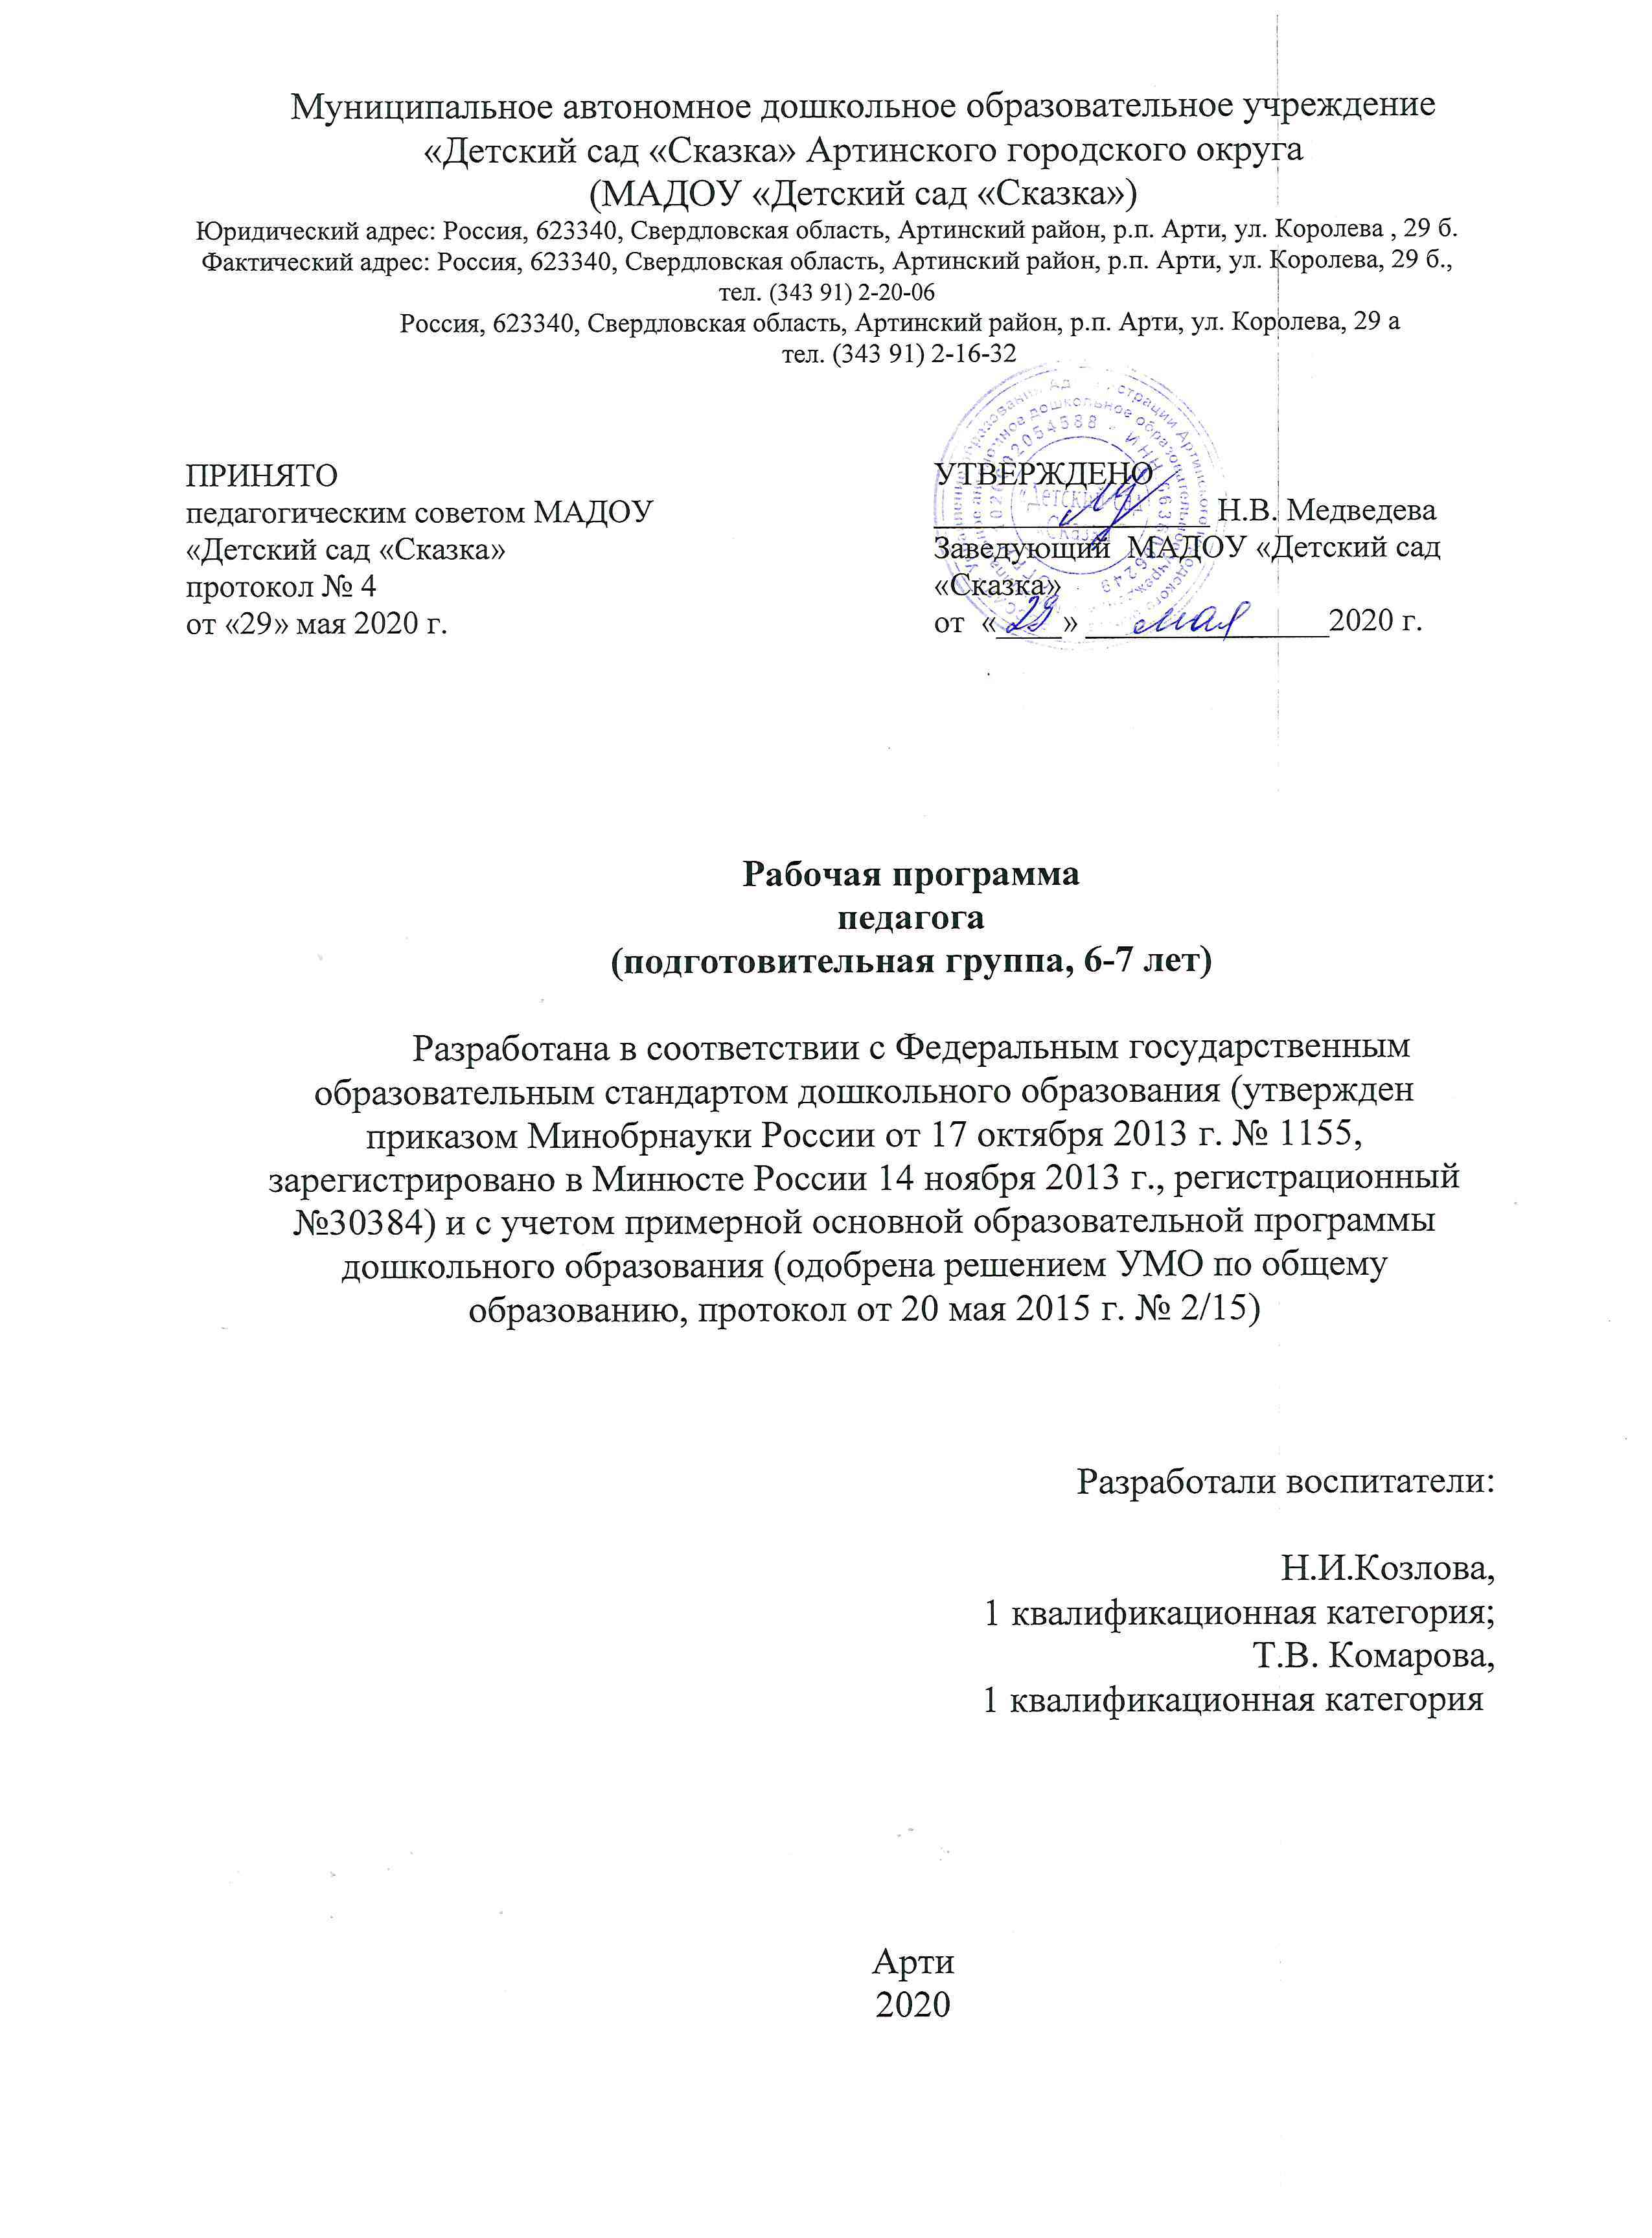 Муниципальное автономное дошкольное образовательное учреждение
«Детский сад «Сказка» Артинского городского округа
(МАДОУ «Детский сад «Сказка»)
Юридический адрес: Россия, 623340, Свердловская область, Артинский район, р.п. Арти, ул. Королева , 29 б.
Фактический адрес: Россия, 623340, Свердловская область, Артинский район, р.п. Арти, ул. Королева, 29 б.,
тел. (343 91) 2-20-06
Россия, 623340, Свердловская область, Артинский район, р.п. Арти, ул. Королева, 29 а
тел. (343 91) 2-16-32
ПРИНЯТО
педагогическим советом МАДОУ
«Детский сад «Сказка»
протокол № 4
от «29» мая 2020 г.
УТВЕРЖДЕНО
Н.В. Медведева
Заведующий МАДОУ «Детский сад
«Сказка»
от «29» мая 2020 г.
дошкольное
«Детский сад
«Сказка»
Рабочая программа
педагога
(подготовительная группа, 6-7 лет)
Разработана в соответствии с Федеральным государственным
образовательным стандартом дошкольного образования (утвержден
приказом Минобрнауки России от 17 октября 2013 г. № 1155,
зарегистрировано в Минюсте России 14 ноября 2013 г., регистрационный
№30384) и с учетом примерной основной образовательной программы
дошкольного образования (одобрена решением УМО по общему
образованию, протокол от 20 мая 2015 г. № 2/15)
Разработали воспитатели:
Н.И.Козлова,
1 квалификационная категория;
Т.В. Комарова,
1 квалификационная категория
Арти
2020